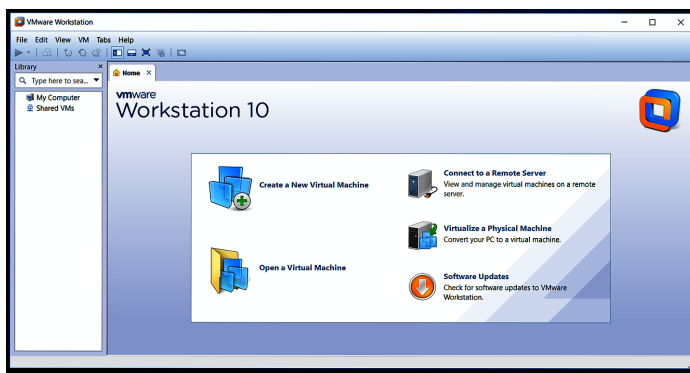 VMware Workstation
File Edit View VM Tabs Help
Library
Type here to sea...
My Computer
Shared VMs
Home
vmware
Workstation 10
Create a New Virtual Machine
Open a Virtual Machine
Connect to a Remote Server
View and manage virtual machines on a remote
server.
Virtualize a Physical Machine
Convert your PC to a virtual machine.
Software Updates
Check for software updates to VMware
Workstation.